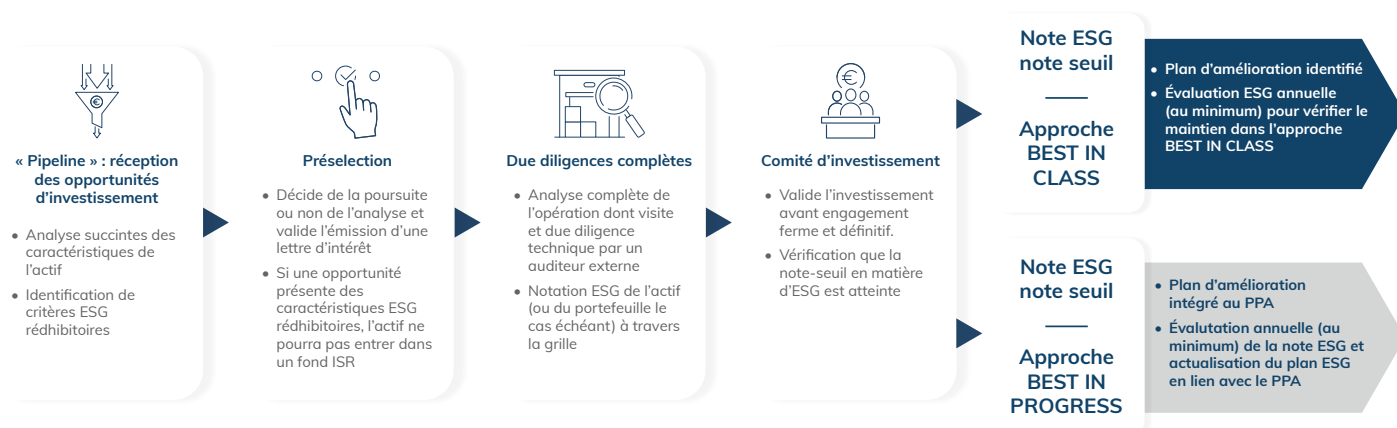 « Pipeline » : réception
des opportunités
d’investissement
• Analyse succintes des
caractéristiques de
l’actif
• Identification de
critères ESG
rédhibitoires
Préselection
• Décide de la poursuite
ou non de l’analyse et
valide l’émission d’une
lettre d’intérêt
• Si une opportunité
présente des
caractéristiques ESG
rédhibitoires, l’actif ne
pourra pas entrer dans
un fond ISR
Due diligences complètes
• Analyse complète de
l’opération dont visite
et due diligence
technique par un
auditeur externe
• Notation ESG de l’actif
(ou du portefeuille le
cas échéant) à travers
la grille
€
Comité d’investissement
• Valide l’investissement
avant engagement
ferme et définitif.
• Vérification que la
note-seuil en matière
d’ESG est atteinte
Note ESG
note seuil
Approche
BEST IN
CLASS
• Plan d’amélioration identifié
• Évaluation ESG annuelle
(au minimum) pour vérifier le
maintien dans l’approche
BEST IN CLASS
Note ESG
note seuil
Approche
BEST IN
PROGRESS
• Plan d’amélioration
intégré au PPA
• Évalutation annuelle (au
minimum) de la note ESG et
actualisation du plan ESG
en lien avec le PPA